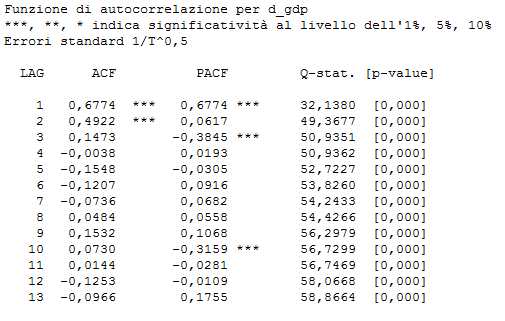 Funzione di autocorrelazione per d_gdp
***, **, * indica significatività al livello dell'1%, 5%, 10%
Errori standard 1/T^0,5
LAG ACF PACF Q-stat. [p-value]
1 0,6774 *** 0,6774 *** 32,1380 [0,000]
2 0,4922 *** 0,0617 49,3677 [0,000]
3 0,1473 -0,3845 *** 50,9351 [0,000]
4 -0,0038 0,0193 50,9362 [0,000]
5 -0,1548 -0,0305 52,7227 [0,000]
6 -0,1207 0,0916 53,8260 [0,000]
7 -0,0736 0,0682 54,2433 [0,000]
8 0,0484 0,0558 54,4266 [0,000]
9 0,1532 0,1068 56,2979 [0,000]
10 0,0730 -0,3159 *** 56,7299 [0,000]
11 0,0144 -0,0281 56,7469 [0,000]
12 -0,1253 -0,0109 58,0668 [0,000]
13 -0,0966 0,1755 58,8664 [0,000]